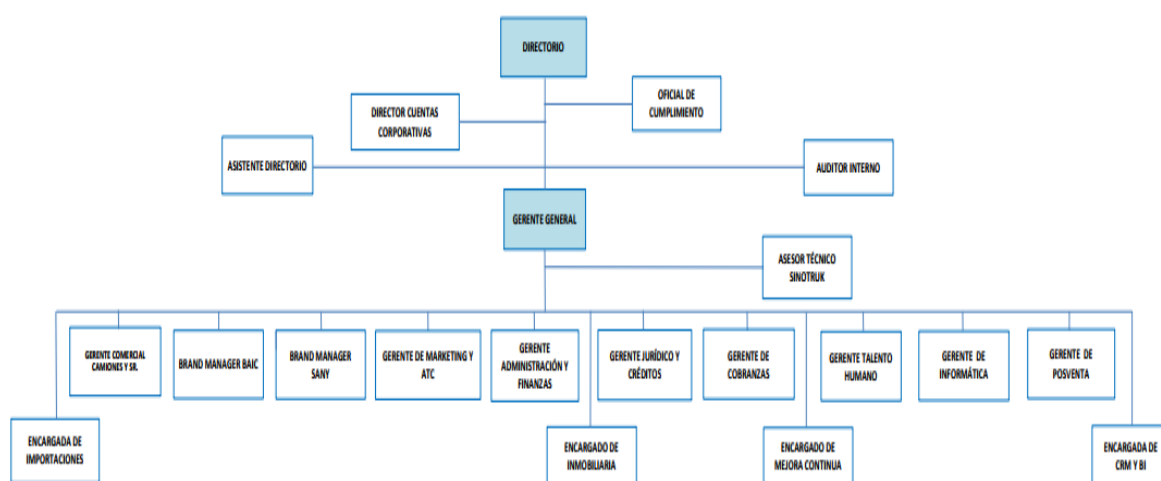 DIRECTORIO
OFICIAL DE
CUMPLIMIENTO
DIRECTOR CUENTAS
CORPORATIVAS
ASISTENTE DIRECTORIO
AUDITOR INTERNO
GERENTE GENERAL
ASESOR TÉCNICO
SINOTRUK
GERENTE COMERCIAL
CAMIONES Y SR.
BRAND MANAGER BAIC
BRAND MANAGER
SANY
GERENTE DE MARKETING Y
ATC
GERENTE
ADMINISTRACIÓN Y
FINANZAS
GERENTE JURÍDICO Y
CRÉDITOS
GERENTE DE
COBRANZAS
GERENTE TALENTO
HUMANO
GERENTE DE
INFORMÁTICA
GERENTE DE
POSVENTA
ENCARGADA DE
IMPORTACIONES
ENCARGADO DE
INMOBILIARIA
ENCARGADO DE
MEJORA CONTINUA
ENCARGADA DE
CRM Y BI